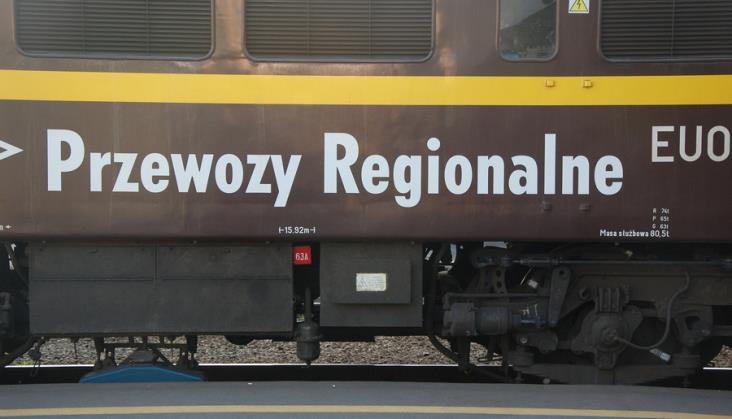 Przewozy Regionalne
EUO
R 74t
P 65t
G 63t
Masa służbowa 80,5t
⊢15.92m⊣
63A